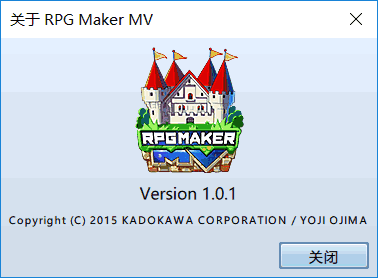 关于 RPG Maker MV
RPGMAKER
MV
Version 1.0.1
Copyright (C) 2015 KADOKAWA CORPORATION / YOJI OJIMA
关闭